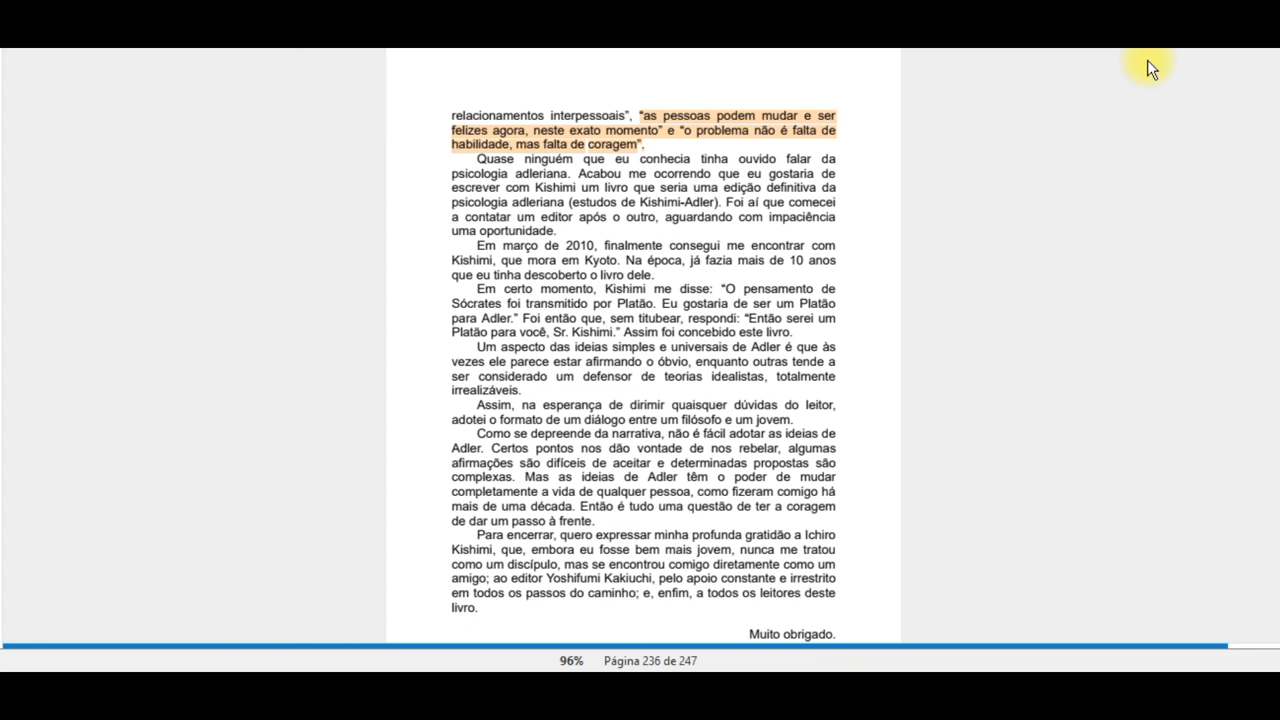 relacionamentos interpessoais”, “as pessoas podem mudar e ser
felizes agora, neste exato momento” e “o problema não é falta de
habilidade, mas falta de coragem”.
Quase ninguém que eu conhecia tinha ouvido falar da
psicologia adleriana. Acabou me ocorrendo que eu gostaria de
escrever com Kishimi um livro que seria uma edição definitiva da
psicologia adleriana (estudos de Kishimi-Adler). Foi aí que comecei
a contatar um editor após o outro, aguardando com impaciência
uma oportunidade.
Em março de 2010, finalmente consegui me encontrar com
Kishimi, que mora em Kyoto. Na época, já fazia mais de 10 anos
que eu tinha descoberto o livro dele.
Em certo momento, Kishimi me disse: “O pensamento de
Sócrates foi transmitido por Platão. Eu gostaria de ser um Platão
para Adler.” Foi então que, sem titubear, respondi: “Então serei um
Platão para você, Sr. Kishimi.” Assim foi concebido este livro.
Um aspecto das ideias simples e universais de Adler é que às
vezes ele parece estar afirmando o óbvio, enquanto outras tende a
ser considerado um defensor de teorias idealistas, totalmente
irrealizáveis.
Assim, na esperança de dirimir quaisquer dúvidas do leitor,
adotei o formato de um diálogo entre um filósofo e um jovem.
Como se depreende da narrativa, não é fácil adotar as ideias de
Adler. Certos pontos nos dão vontade de nos rebelar, algumas
afirmações são difíceis de aceitar e determinadas propostas são
complexas. Mas as ideias de Adler têm o poder de mudar
completamente a vida de qualquer pessoa, como fizeram comigo há
mais de uma década. Então é tudo uma questão de ter a coragem
de dar um passo à frente.
Para encerrar, quero expressar minha profunda gratidão a Ichiro
Kishimi, que, embora eu fosse bem mais jovem, nunca me tratou
como um discípulo, mas se encontrou comigo diretamente como um
amigo; ao editor Yoshifumi Kakiuchi, pelo apoio constante e irrestrito
em todos os passos do caminho; e, enfim, a todos os leitores deste
livro.
Muito obrigado.
96% Página 236 de 247